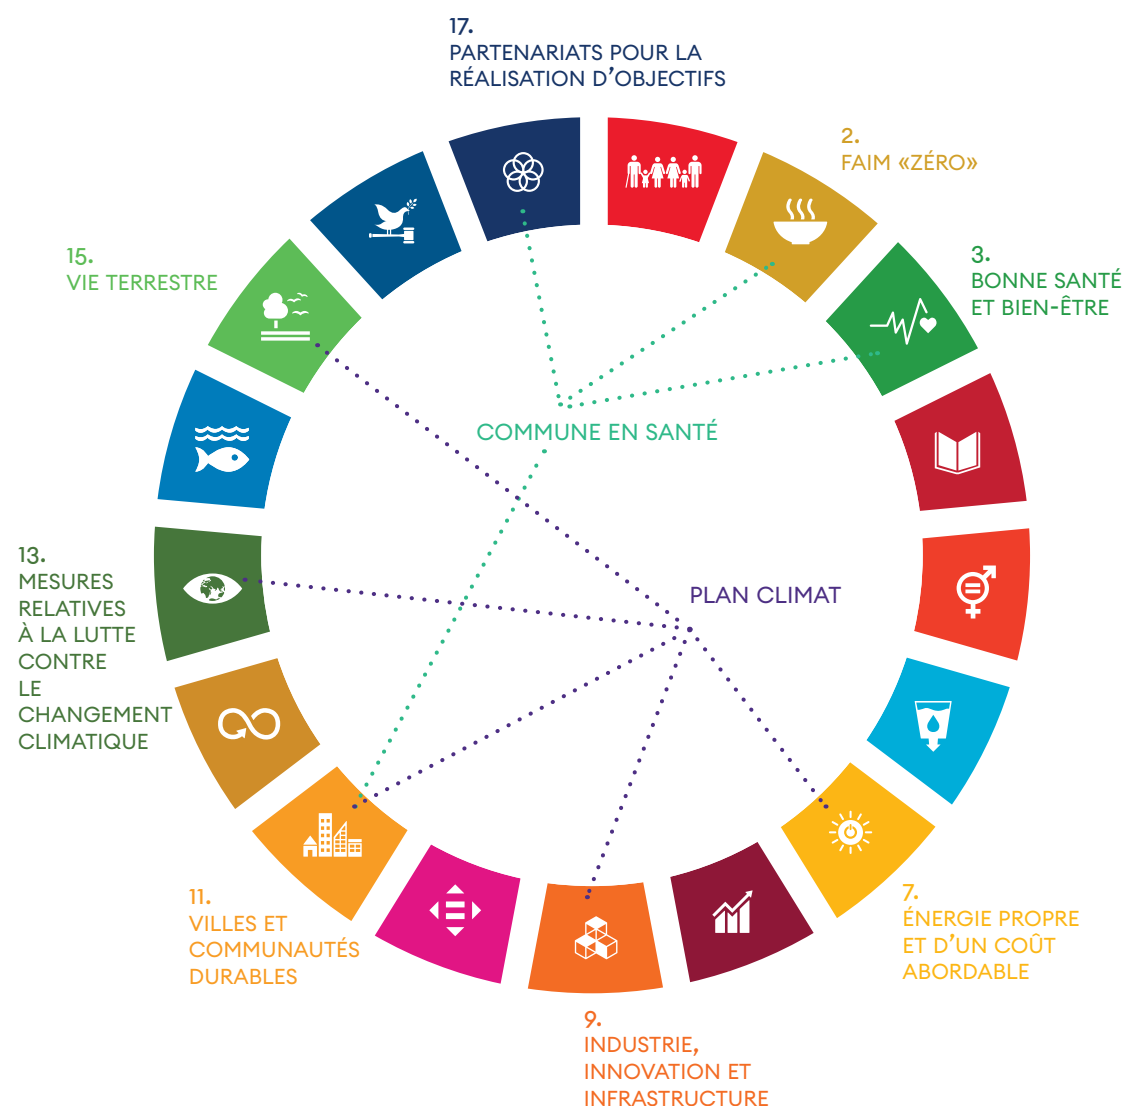 17.
PARTENARIATS POUR LA
RÉALISATION D'OBJECTIFS
2.
FAIM «ZÉRO»
3.
BONNE SANTÉ
ET BIEN-ÊTRE
15.
VIE TERRESTRE
COMMUNE EN SANTÉ
13.
MESURES
RELATIVES
À LA LUTTE
CONTRE
LE
CHANGEMENT
CLIMATIQUE
PLAN CLIMAT
11.
VILLES ET
COMMUNAUTÉS
DURABLES
7.
ÉNERGIE PROPRE
ET D'UN COÛT
ABORDABLE
9.
INDUSTRIE,
INNOVATION ET
INFRASTRUCTURE